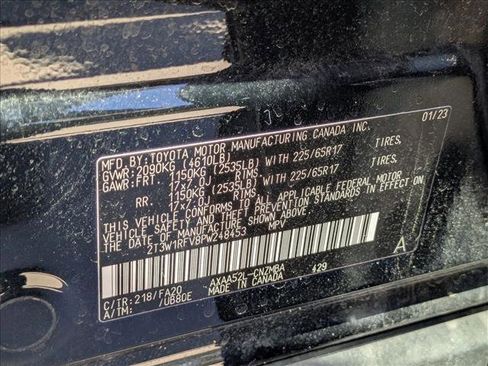 MFD. BY: TOYOTA MOTOR MANUFACTURING CANADA INC. 01/23
GVWR: 2090KG (4610LB)
GAWR: FRT. 1150KG (2535LB) WITH 225/65R17 TIRES,
17X7.0J RIMS
RR. 1150KG (2535LB) WITH 225/65R17 TIRES,
17X7.0J RIMS
THIS VEHICLE CONFORMS TO ALL APPLICABLE FEDERAL MOTOR
VEHICLE SAFETY AND THEFT PREVENTION STANDARDS IN EFFECT ON
THE DATE OF MANUFACTURE SHOWN ABOVE.
2T3W1RFV8PW248453 MPV
A
C/TR: 218/FA20 AXAA52L-CNZMBA
A/TM: /UB80E MADE IN CANADA 429